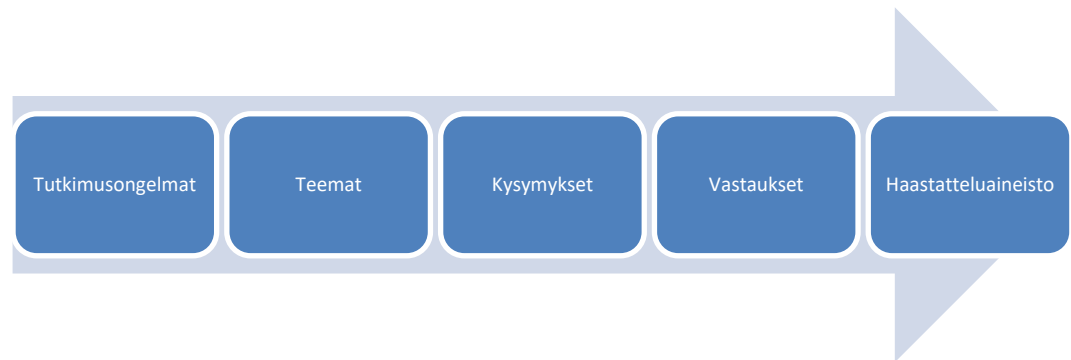 Tutkimusongelmat
Teemat
Kysymykset
Vastaukset
Haastatteluaineisto